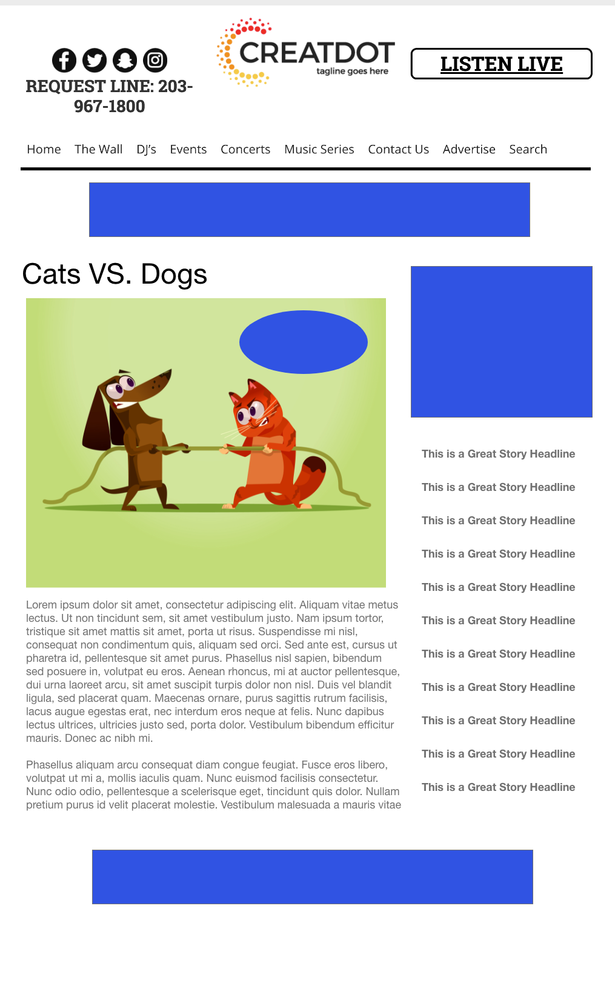 CREATDOT
tagline goes here
LISTEN LIVE
REQUEST LINE: 203-
967-1800
Home The Wall DJ’s Events Concerts Music Series Contact Us Advertise Search
Cats VS. Dogs
Lorem ipsum dolor sit amet, consectetur adipiscing elit. Aliquam vitae metus
lectus. Ut non tincidunt sem, sit amet vestibulum justo. Nam ipsum tortor,
tristique sit amet mattis sit amet, porta ut risus. Suspendisse mi nisl,
consequat non condimentum quis, aliquam sed orci. Sed ante est, cursus ut
pharetra id, pellentesque sit amet purus. Phasellus nisl sapien, bibendum
sed posuere in, volutpat eu eros. Aenean rhoncus, mi at auctor pellentesque,
dui urna laoreet arcu, sit amet suscipit turpis dolor non nisl. Duis vel blandit
ligula, sed placerat quam. Maecenas ornare, purus sagittis rutrum facilisis,
lacus augue egestas erat, nec interdum eros neque at felis. Nunc dapibus
lectus ultrices, ultricies justo sed, porta dolor. Vestibulum bibendum efficitur
mauris. Donec ac nibh mi.
Phasellus aliquam arcu consequat diam congue feugiat. Fusce eros libero,
volutpat ut mi a, mollis iaculis quam. Nunc euismod facilisis consectetur.
Nunc odio odio, pellentesque a scelerisque eget, tincidunt quis dolor. Nullam
pretium purus id velit placerat molestie. Vestibulum malesuada a mauris vitae
This is a Great Story Headline
This is a Great Story Headline
This is a Great Story Headline
This is a Great Story Headline
This is a Great Story Headline
This is a Great Story Headline
This is a Great Story Headline
This is a Great Story Headline
This is a Great Story Headline
This is a Great Story Headline
This is a Great Story Headline